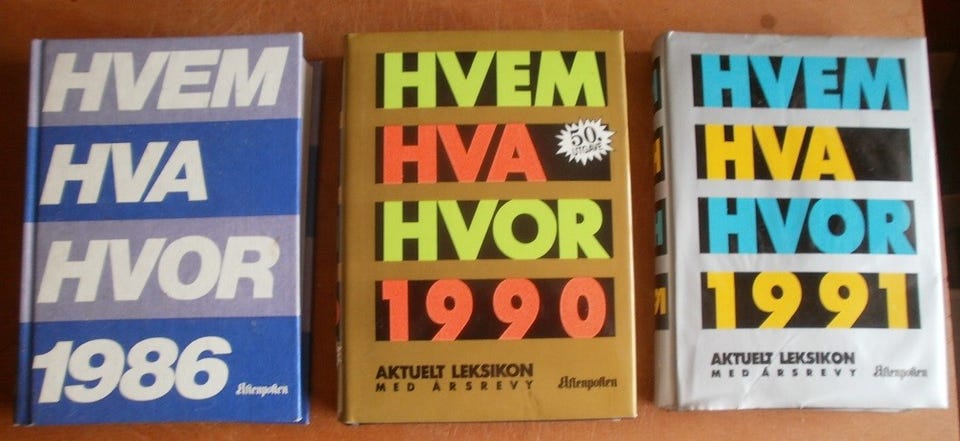 HVEM
HVA
HVOR
1986
Aftenposten
HVEM
HVA
50.
UTGAVE
HVOR
1990
AKTUELT LEKSIKON
MED ÅRSREVY
Aftenposten
HVEM
HVA
HVOR
1991
AKTUELT LEKSIKON
MED ÅRSREVY
Aftenposten